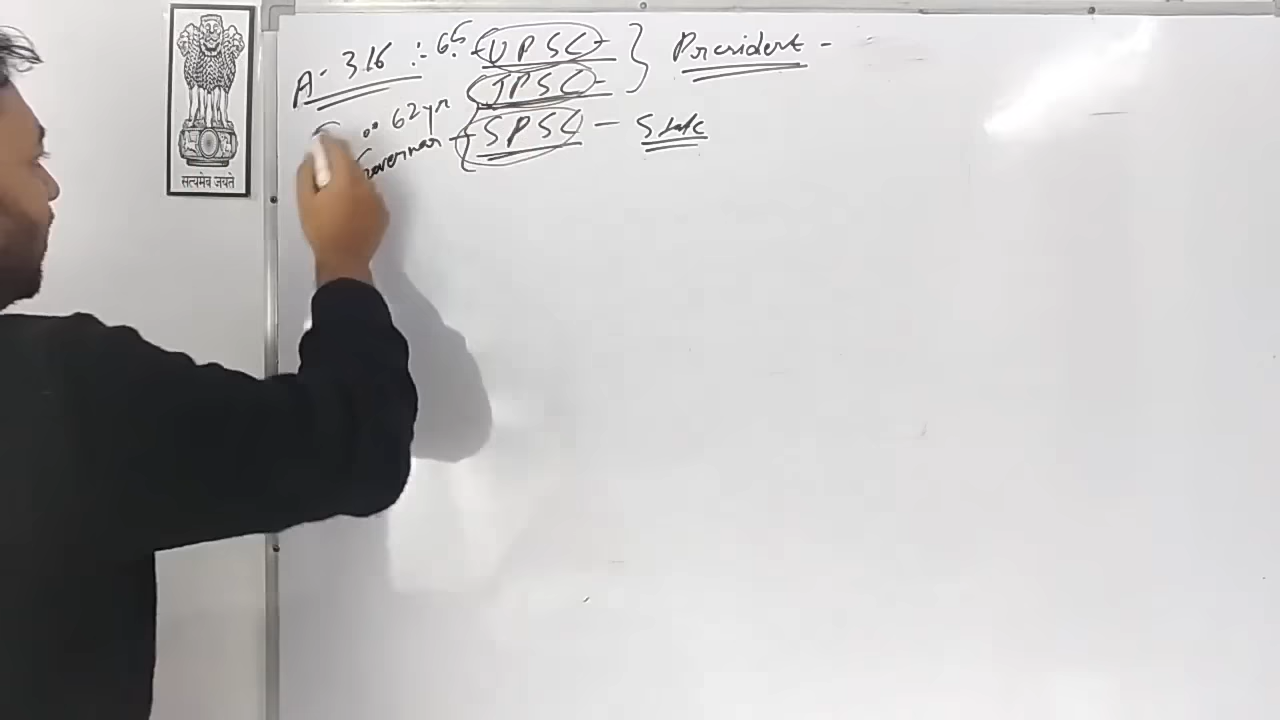 सत्यमेव जयते
A- 316 :- 65 - UPSC - } President -
62yr JPSC
Governor - SPSC - State